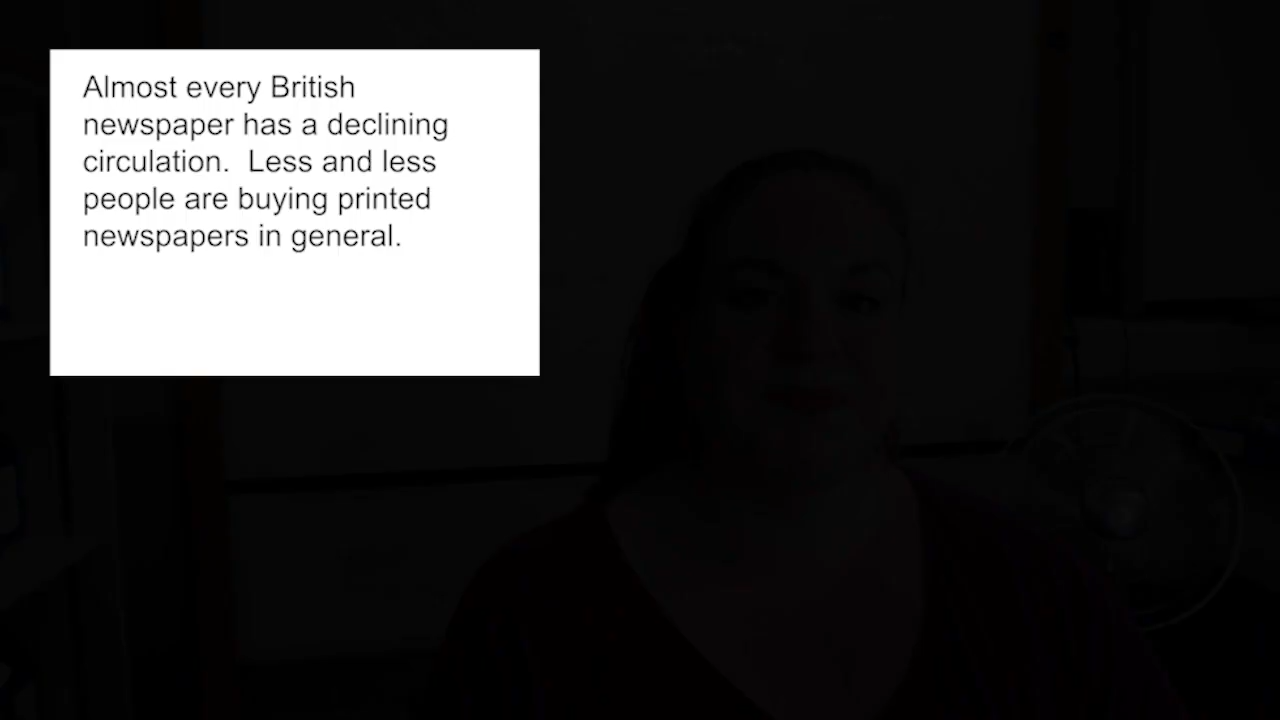 Almost every British
newspaper has a declining
circulation.  Less and less
people are buying printed
newspapers in general.